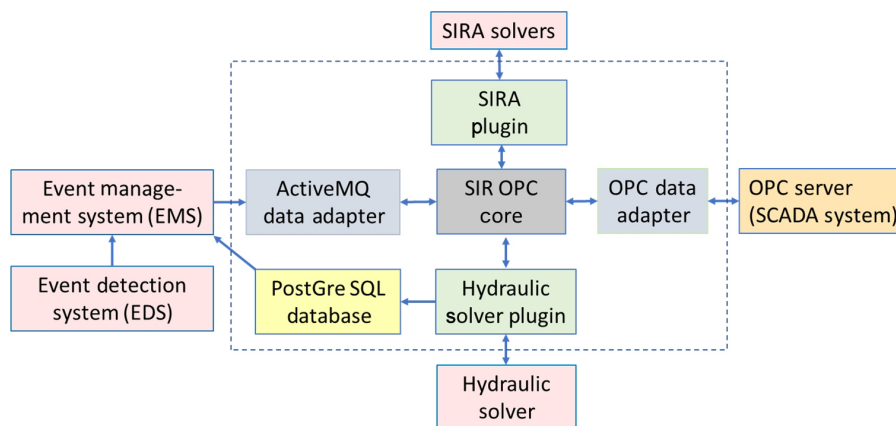 SIRA solvers
SIRA
plugin
Event manage-
ment system (EMS)
ActiveMQ
data adapter
SIR OPC
core
OPC data
adapter
OPC server
(SCADA system)
Event detection
system (EDS)
PostGre SQL
database
Hydraulic
solver plugin
Hydraulic
solver